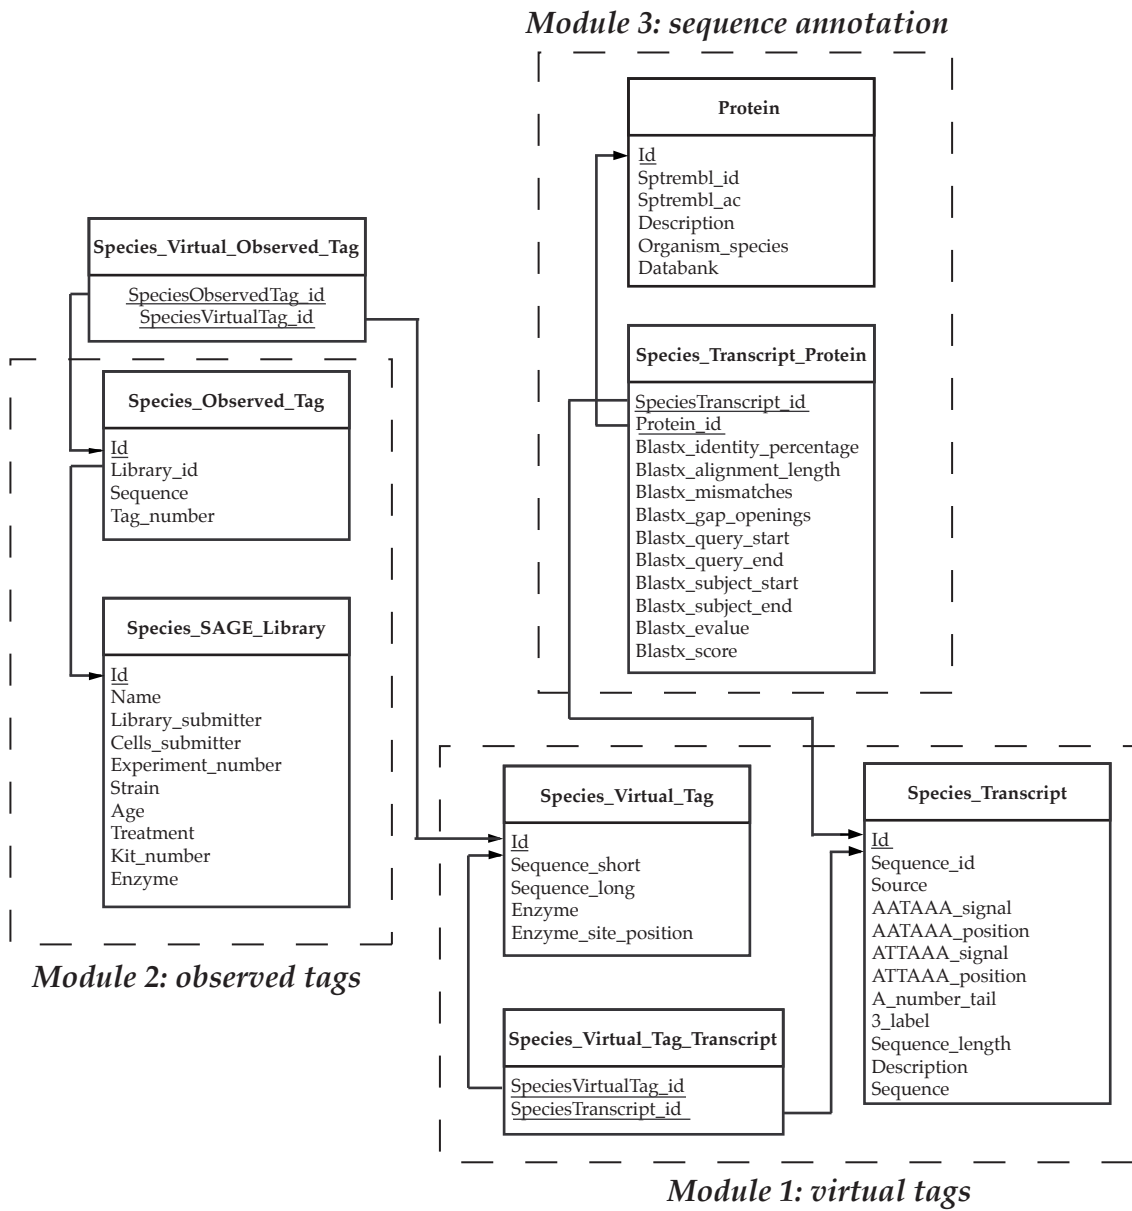 Module 3: sequence annotation
Protein
Id
Sptrembl_id
Sptrembl_ac
Description
Organism_species
Databank
Species_Transcript_Protein
SpeciesTranscript_id
Protein_id
Blastx_identity_percentage
Blastx_alignment_length
Blastx_mismatches
Blastx_gap_openings
Blastx_query_start
Blastx_query_end
Blastx_subject_start
Blastx_subject_end
Blastx_evalue
Blastx_score
Species_Virtual_Observed_Tag
SpeciesObservedTag_id
SpeciesVirtualTag_id
Species_Observed_Tag
Id
Library_id
Sequence
Tag_number
Species_SAGE_Library
Id
Name
Library_submitter
Cells_submitter
Experiment_number
Strain
Age
Treatment
Kit_number
Enzyme
Module 2: observed tags
Species_Virtual_Tag
Id
Sequence_short
Sequence_long
Enzyme
Enzyme_site_position
Species_Virtual_Tag_Transcript
SpeciesVirtualTag_id
SpeciesTranscript_id
Species_Transcript
Id
Sequence_id
Source
AATAAA_signal
AATAAA_position
ATTAAA_signal
ATTAAA_position
A_number_tail
3_label
Sequence_length
Description
Sequence
Module 1: virtual tags